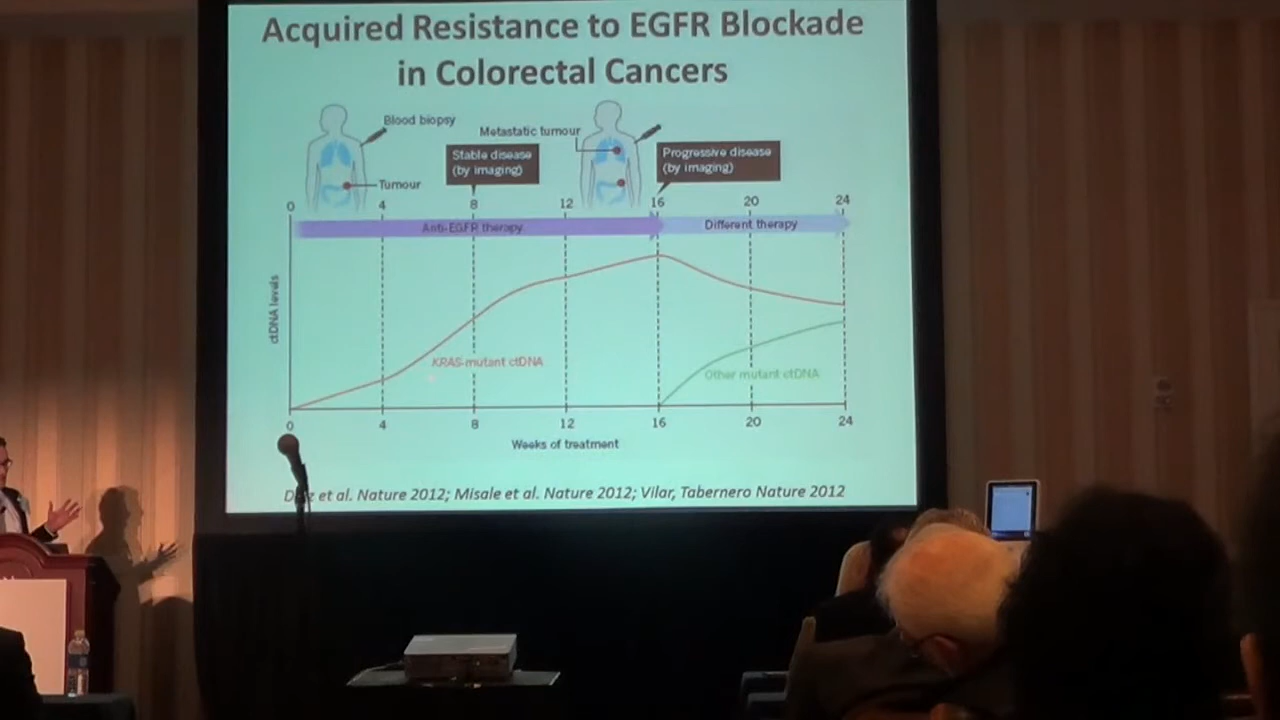 Acquired Resistance to EGFR Blockade
in Colorectal Cancers
Blood biopsy
Metastatic tumour
Stable disease
(by imaging)
Progressive disease
(by imaging)
Tumour
0 4 8 12 16 20 24
Anti-EGFR therapy
Different therapy
ctDNA levels
KRAS-mutant ctDNA
Other mutant ctDNA
0 4 8 12 16 20 24
Weeks of treatment
et al. Nature 2012; Misale et al. Nature 2012; Vilar, Tabernero Nature 2012